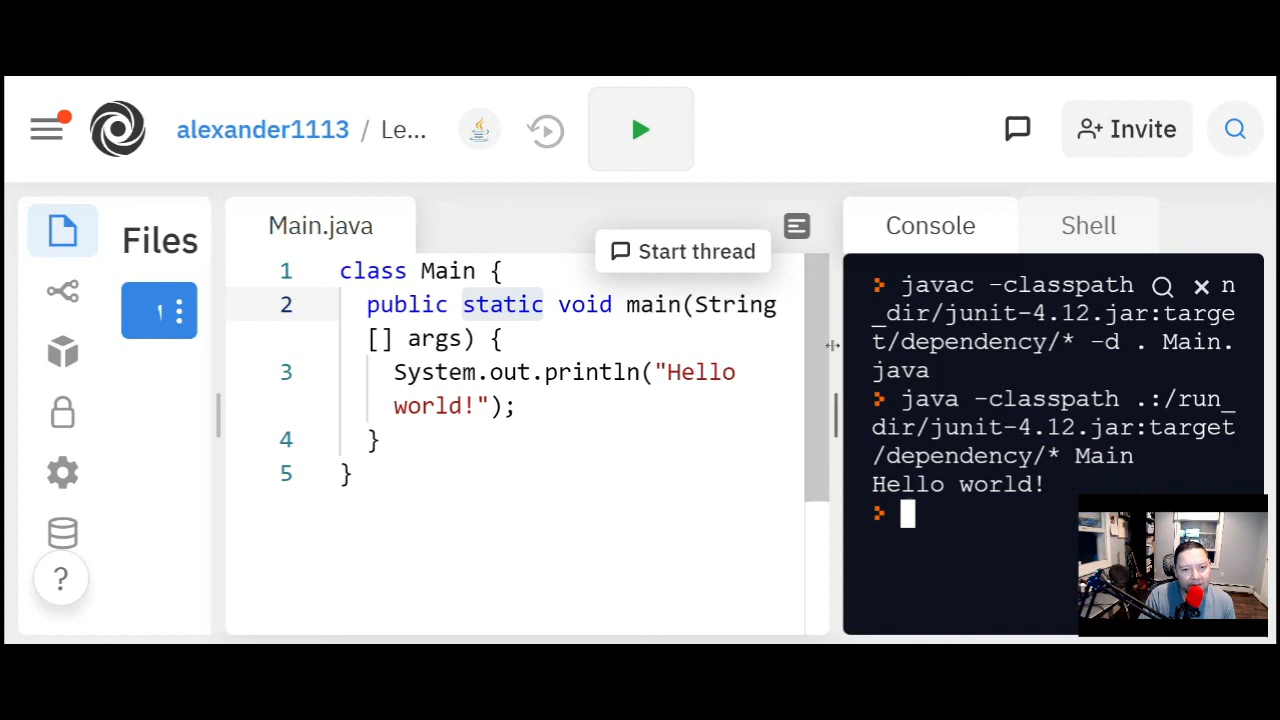 alexander1113 / Le...
Invite
Files
Main.java
Start thread
1 class Main {
2 public static void main(String
[] args) {
3 System.out.println("Hello
world!");
4 }
5 }
?
Console
Shell
javac -classpath n
_dir/junit-4.12.jar:targe
t/dependency/* -d . Main.
java
java -classpath .:/run_
dir/junit-4.12.jar:target
/dependency/* Main
Hello world!